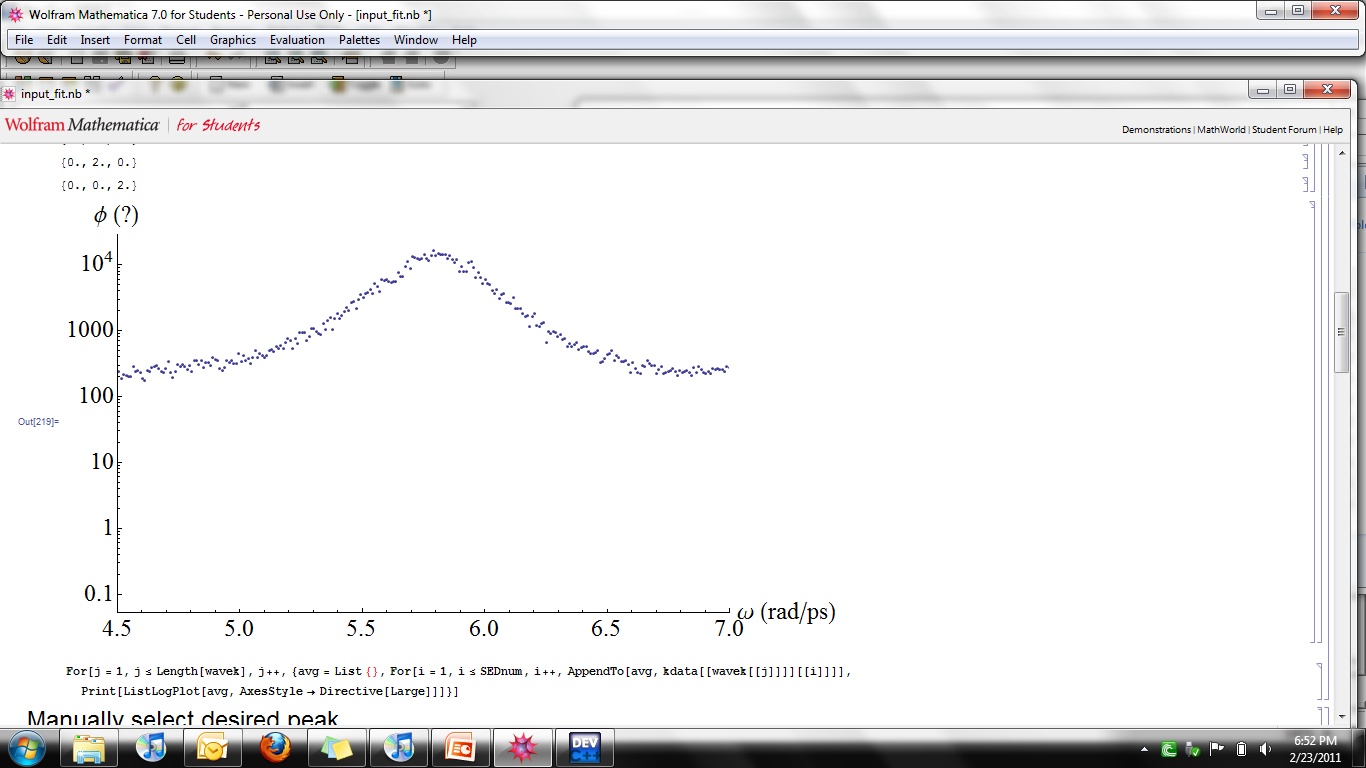 Wolfram Mathematica 7.0 for Students - Personal Use Only - [input_fit.nb *]
File Edit Insert Format Cell Graphics Evaluation Palettes Window Help
input_fit.nb *
Wolfram Mathematica | for Students
Demonstrations | MathWorld | Student Forum | Help
{0., 2., 0.}
{0., 0., 2.}
ϕ (?)
10⁴
1000
100
Out[219]=
10
1
0.1
4.5 5.0 5.5 6.0 6.5 7.0
ω (rad/ps)
For[j = 1, j ≤ Length[wavek], j++, {avg = List {}, For[i = 1, i ≤ SEDnum, i++, AppendTo[avg, kdata[[wavek[[j]]]][[i]]]],
Print[ListLogPlot[avg, AxesStyle → Directive[Large]]]}]
Manually select desired peak
DEV
C++
6:52 PM
2/23/2011